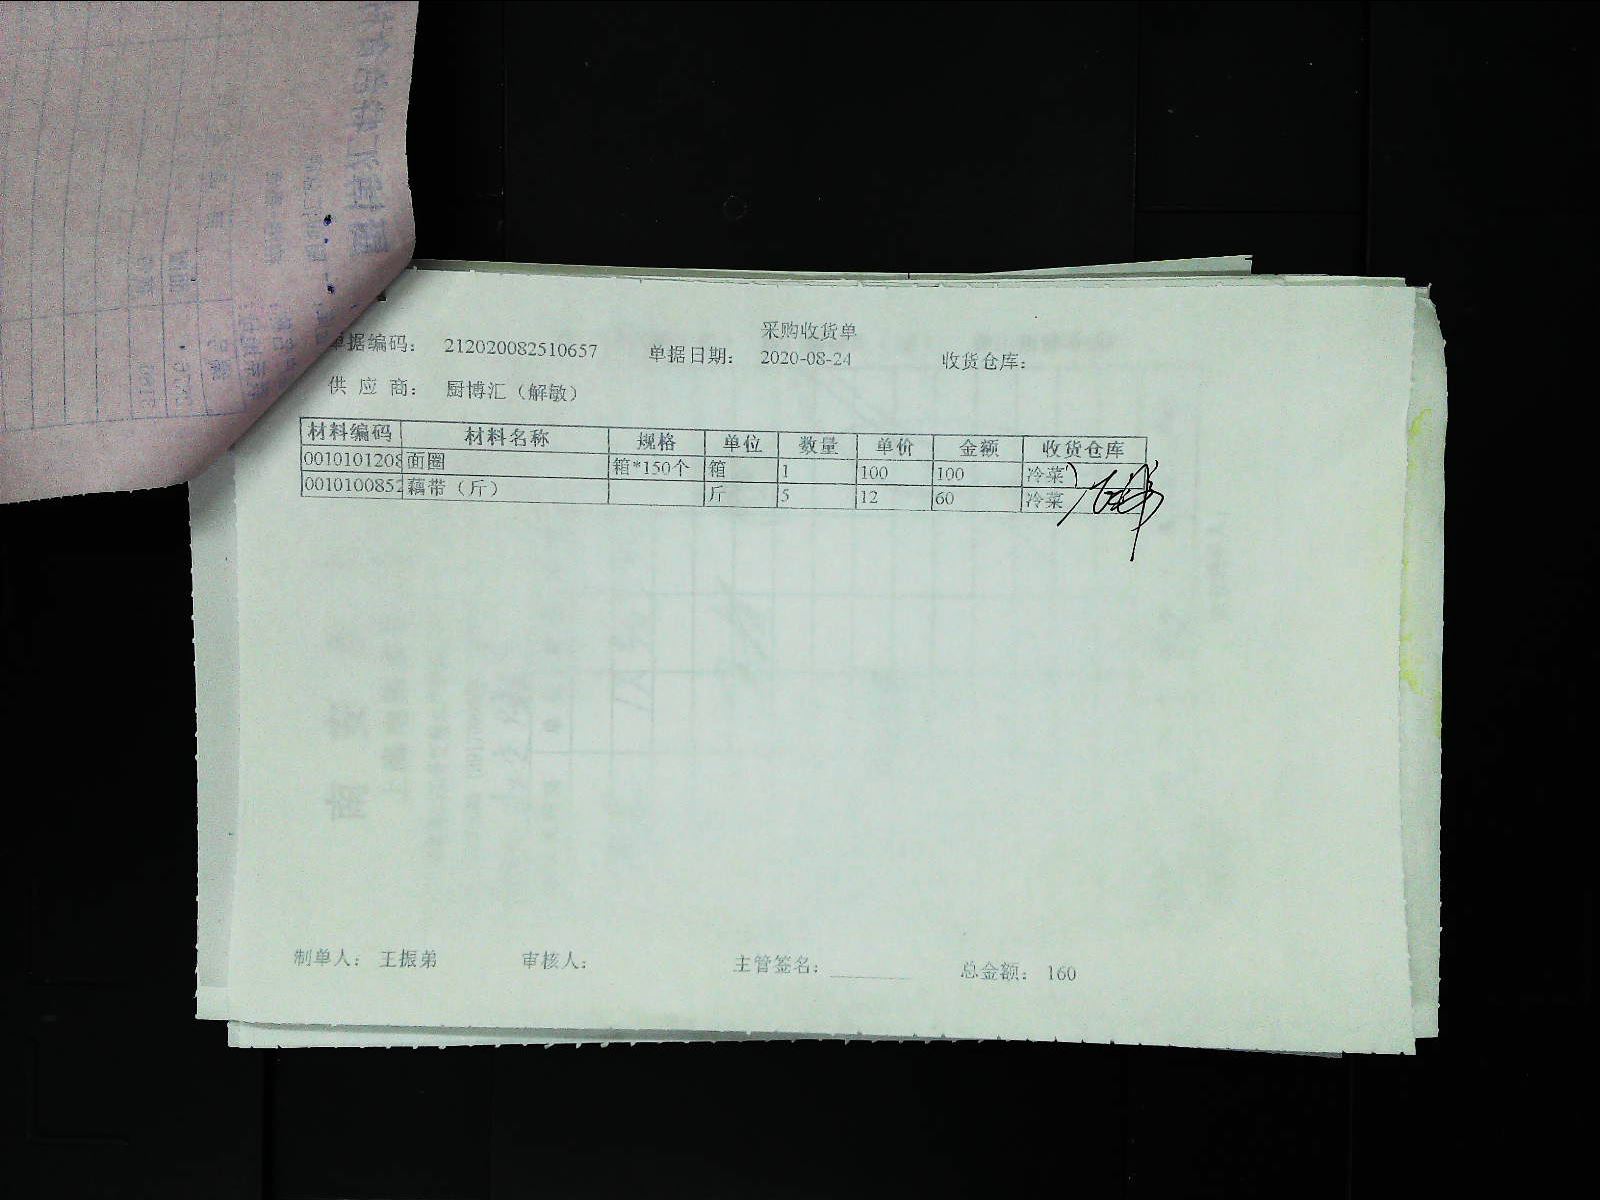 采购收货单
单据编码： 212020082510657 单据日期： 2020-08-24 收货仓库：
供 应 商： 厨博汇（解敏）
材料编码 材料名称 规格 单位 数量 单价 金额 收货仓库
0010101208 面圈 箱*150个 箱 1 100 100 冷菜
0010100852 藕带（斤） 斤 5 12 60 冷菜
制单人： 王振弟 审核人： 主管签名：________ 总金额： 160